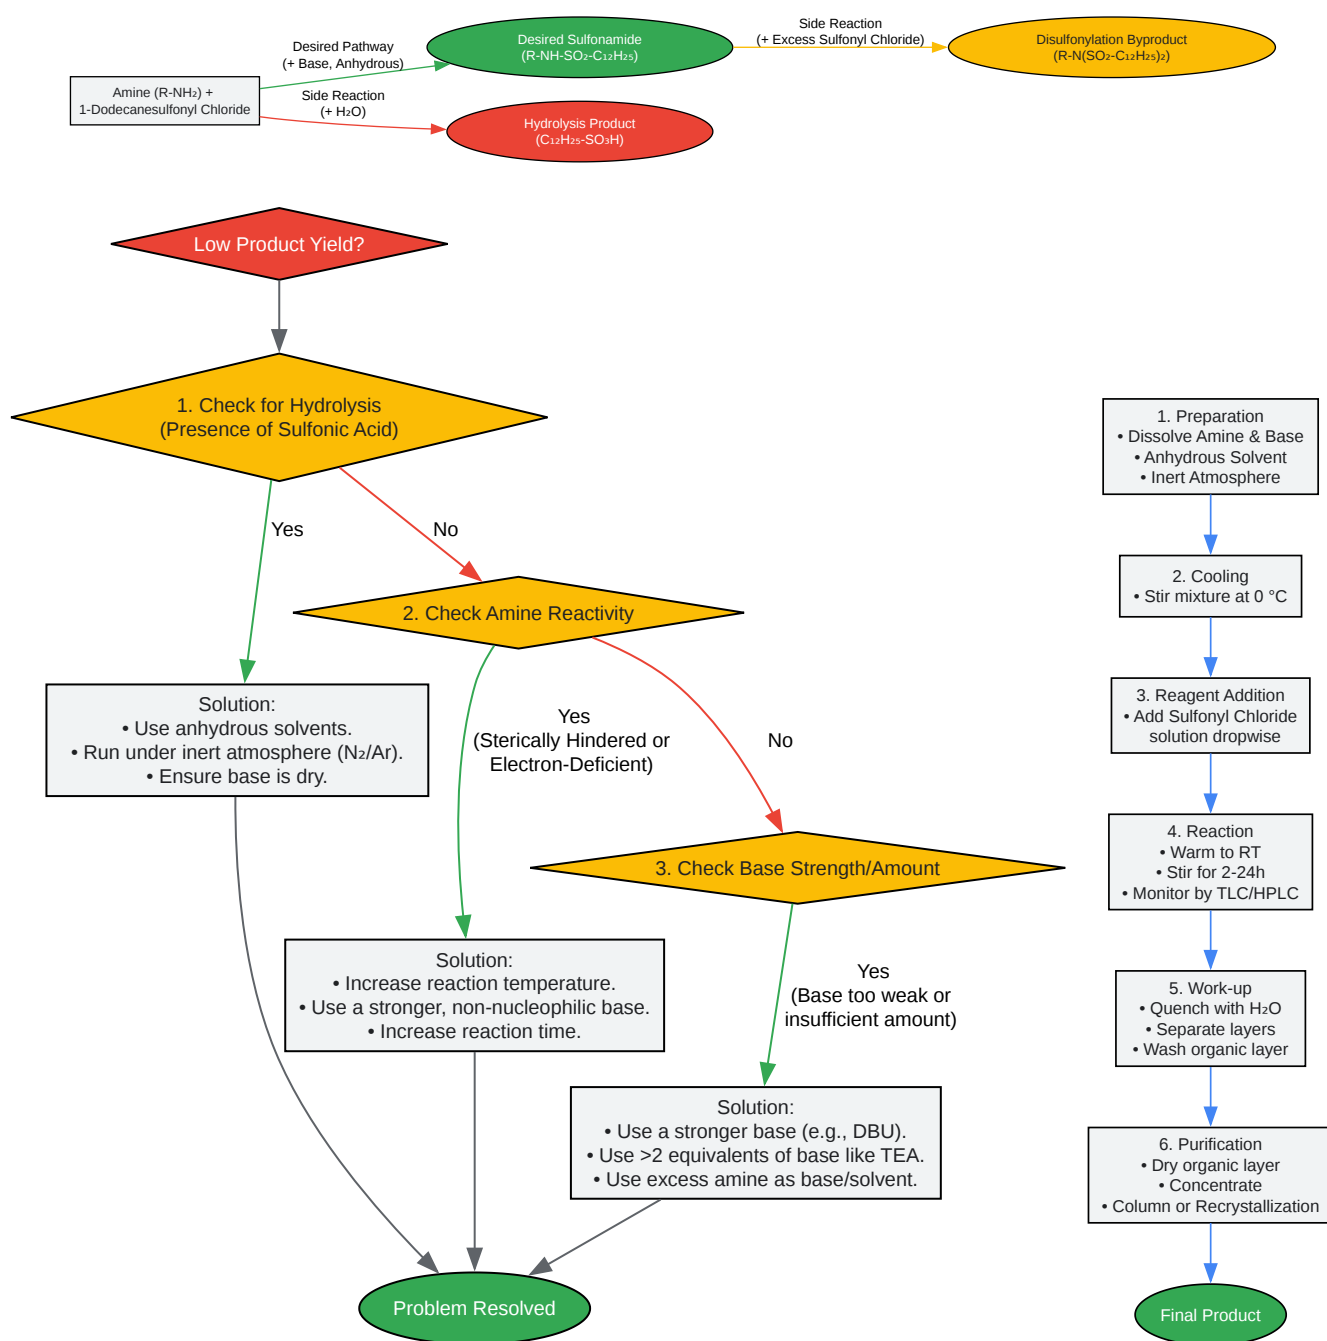 Amine (R-NH₂) +
1-Dodecanesulfonyl Chloride
Desired Pathway
(+ Base, Anhydrous)
Side Reaction
(+ H₂O)
Desired Sulfonamide
(R-NH-SO₂-C₁₂H₂₅)
Hydrolysis Product
(C₁₂H₂₅-SO₃H)
Side Reaction
(+ Excess Sulfonyl Chloride)
Disulfonylation Byproduct
(R-N(SO₂-C₁₂H₂₅)₂)
Low Product Yield?
1. Check for Hydrolysis
(Presence of Sulfonic Acid)
Yes
No
2. Check Amine Reactivity
Solution:
• Use anhydrous solvents.
• Run under inert atmosphere (N₂/Ar).
• Ensure base is dry.
Yes
(Sterically Hindered or
Electron-Deficient)
No
3. Check Base Strength/Amount
Solution:
• Increase reaction temperature.
• Use a stronger, non-nucleophilic base.
• Increase reaction time.
Yes
(Base too weak or
insufficient amount)
Solution:
• Use a stronger base (e.g., DBU).
• Use >2 equivalents of base like TEA.
• Use excess amine as base/solvent.
Problem Resolved
1. Preparation
• Dissolve Amine & Base
• Anhydrous Solvent
• Inert Atmosphere
2. Cooling
• Stir mixture at 0 °C
3. Reagent Addition
• Add Sulfonyl Chloride
solution dropwise
4. Reaction
• Warm to RT
• Stir for 2-24h
• Monitor by TLC/HPLC
5. Work-up
• Quench with H₂O
• Separate layers
• Wash organic layer
6. Purification
• Dry organic layer
• Concentrate
• Column or Recrystallization
Final Product